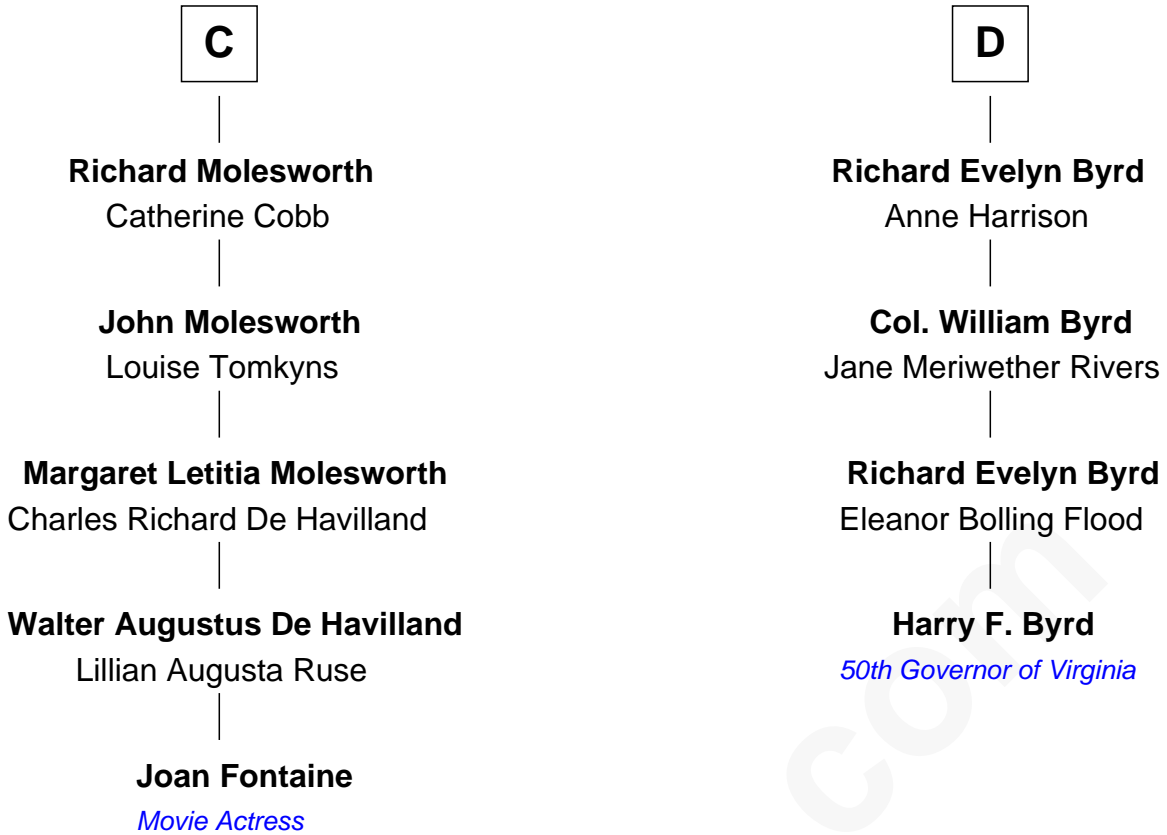 C
Richard Molesworth
Catherine Cobb
John Molesworth
Louise Tomkyns
Margaret Letitia Molesworth
Charles Richard De Havilland
Walter Augustus De Havilland
Lillian Augusta Ruse
Joan Fontaine
Movie Actress
D
Richard Evelyn Byrd
Anne Harrison
Col. William Byrd
Jane Meriwether Rivers
Richard Evelyn Byrd
Eleanor Bolling Flood
Harry F. Byrd
50th Governor of Virginia
com